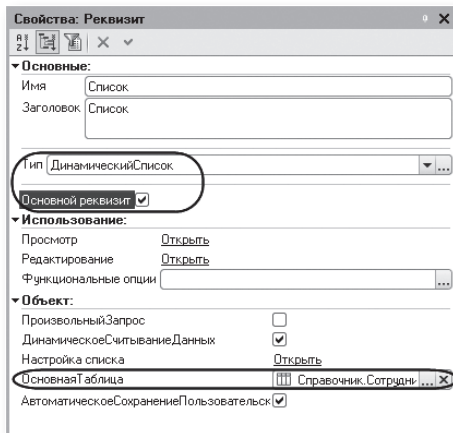 Свойства: Реквизит
Основные:
Имя Список
Заголовок Список
Тип ДинамическийСписок
Основной реквизит
Использование:
Просмотр Открыть
Редактирование Открыть
Функциональные опции
Объект:
ПроизвольныйЗапрос
ДинамическоеСчитываниеДанных
Настройка списка Открыть
ОсновнаяТаблица Справочник.Сотрудни
АвтоматическоеСохранениеПользовательск